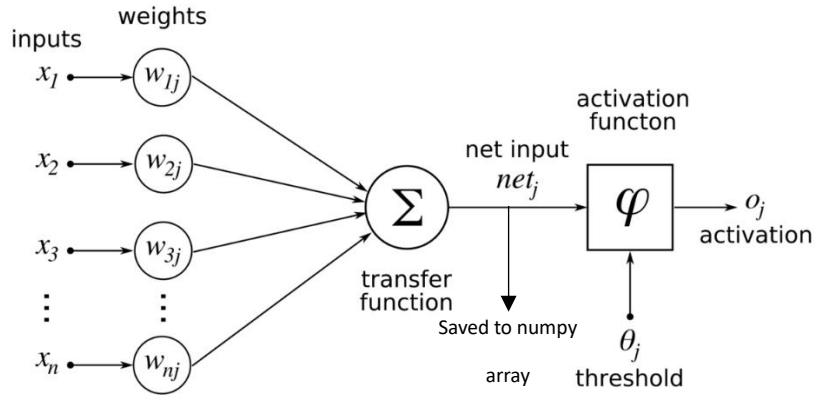 weights
inputs
x₁
w₁ⱼ
x₂
w₂ⱼ
x₃
w₃ⱼ
⋮
⋮
xₙ
wₙⱼ
Σ
transfer
function
net input
netⱼ
Saved to numpy
array
activation
functon
φ
oⱼ
activation
θⱼ
threshold